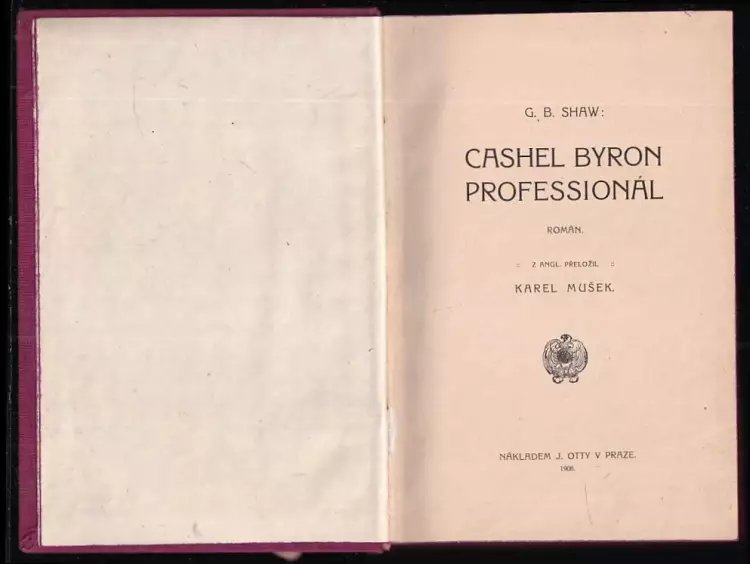 G. B. SHAW:
CASHEL BYRON
PROFESSIONÁL
ROMÁN.
:: Z ANGL. PŘELOŽIL ::
KAREL MUŠEK.
NÁKLADEM J. OTTY V PRAZE.
1908.